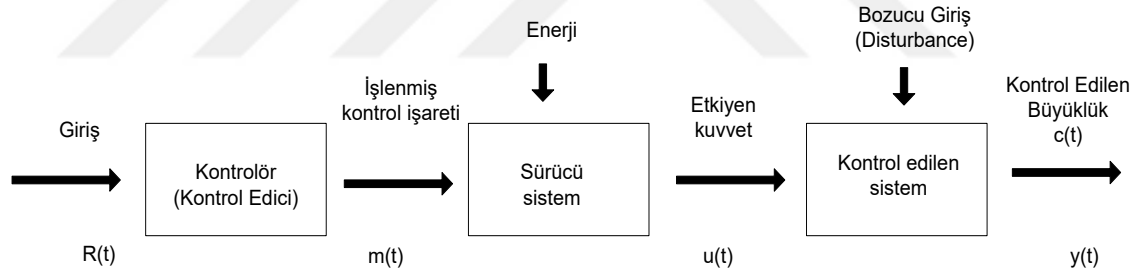 Enerji
Bozucu Giriş
(Disturbance)
İşlenmiş
kontrol işareti
Etkiyen
kuvvet
Kontrol Edilen
Büyüklük
c(t)
Giriş
Kontrolör
(Kontrol Edici)
Sürücü
sistem
Kontrol edilen
sistem
R(t)
m(t)
u(t)
y(t)